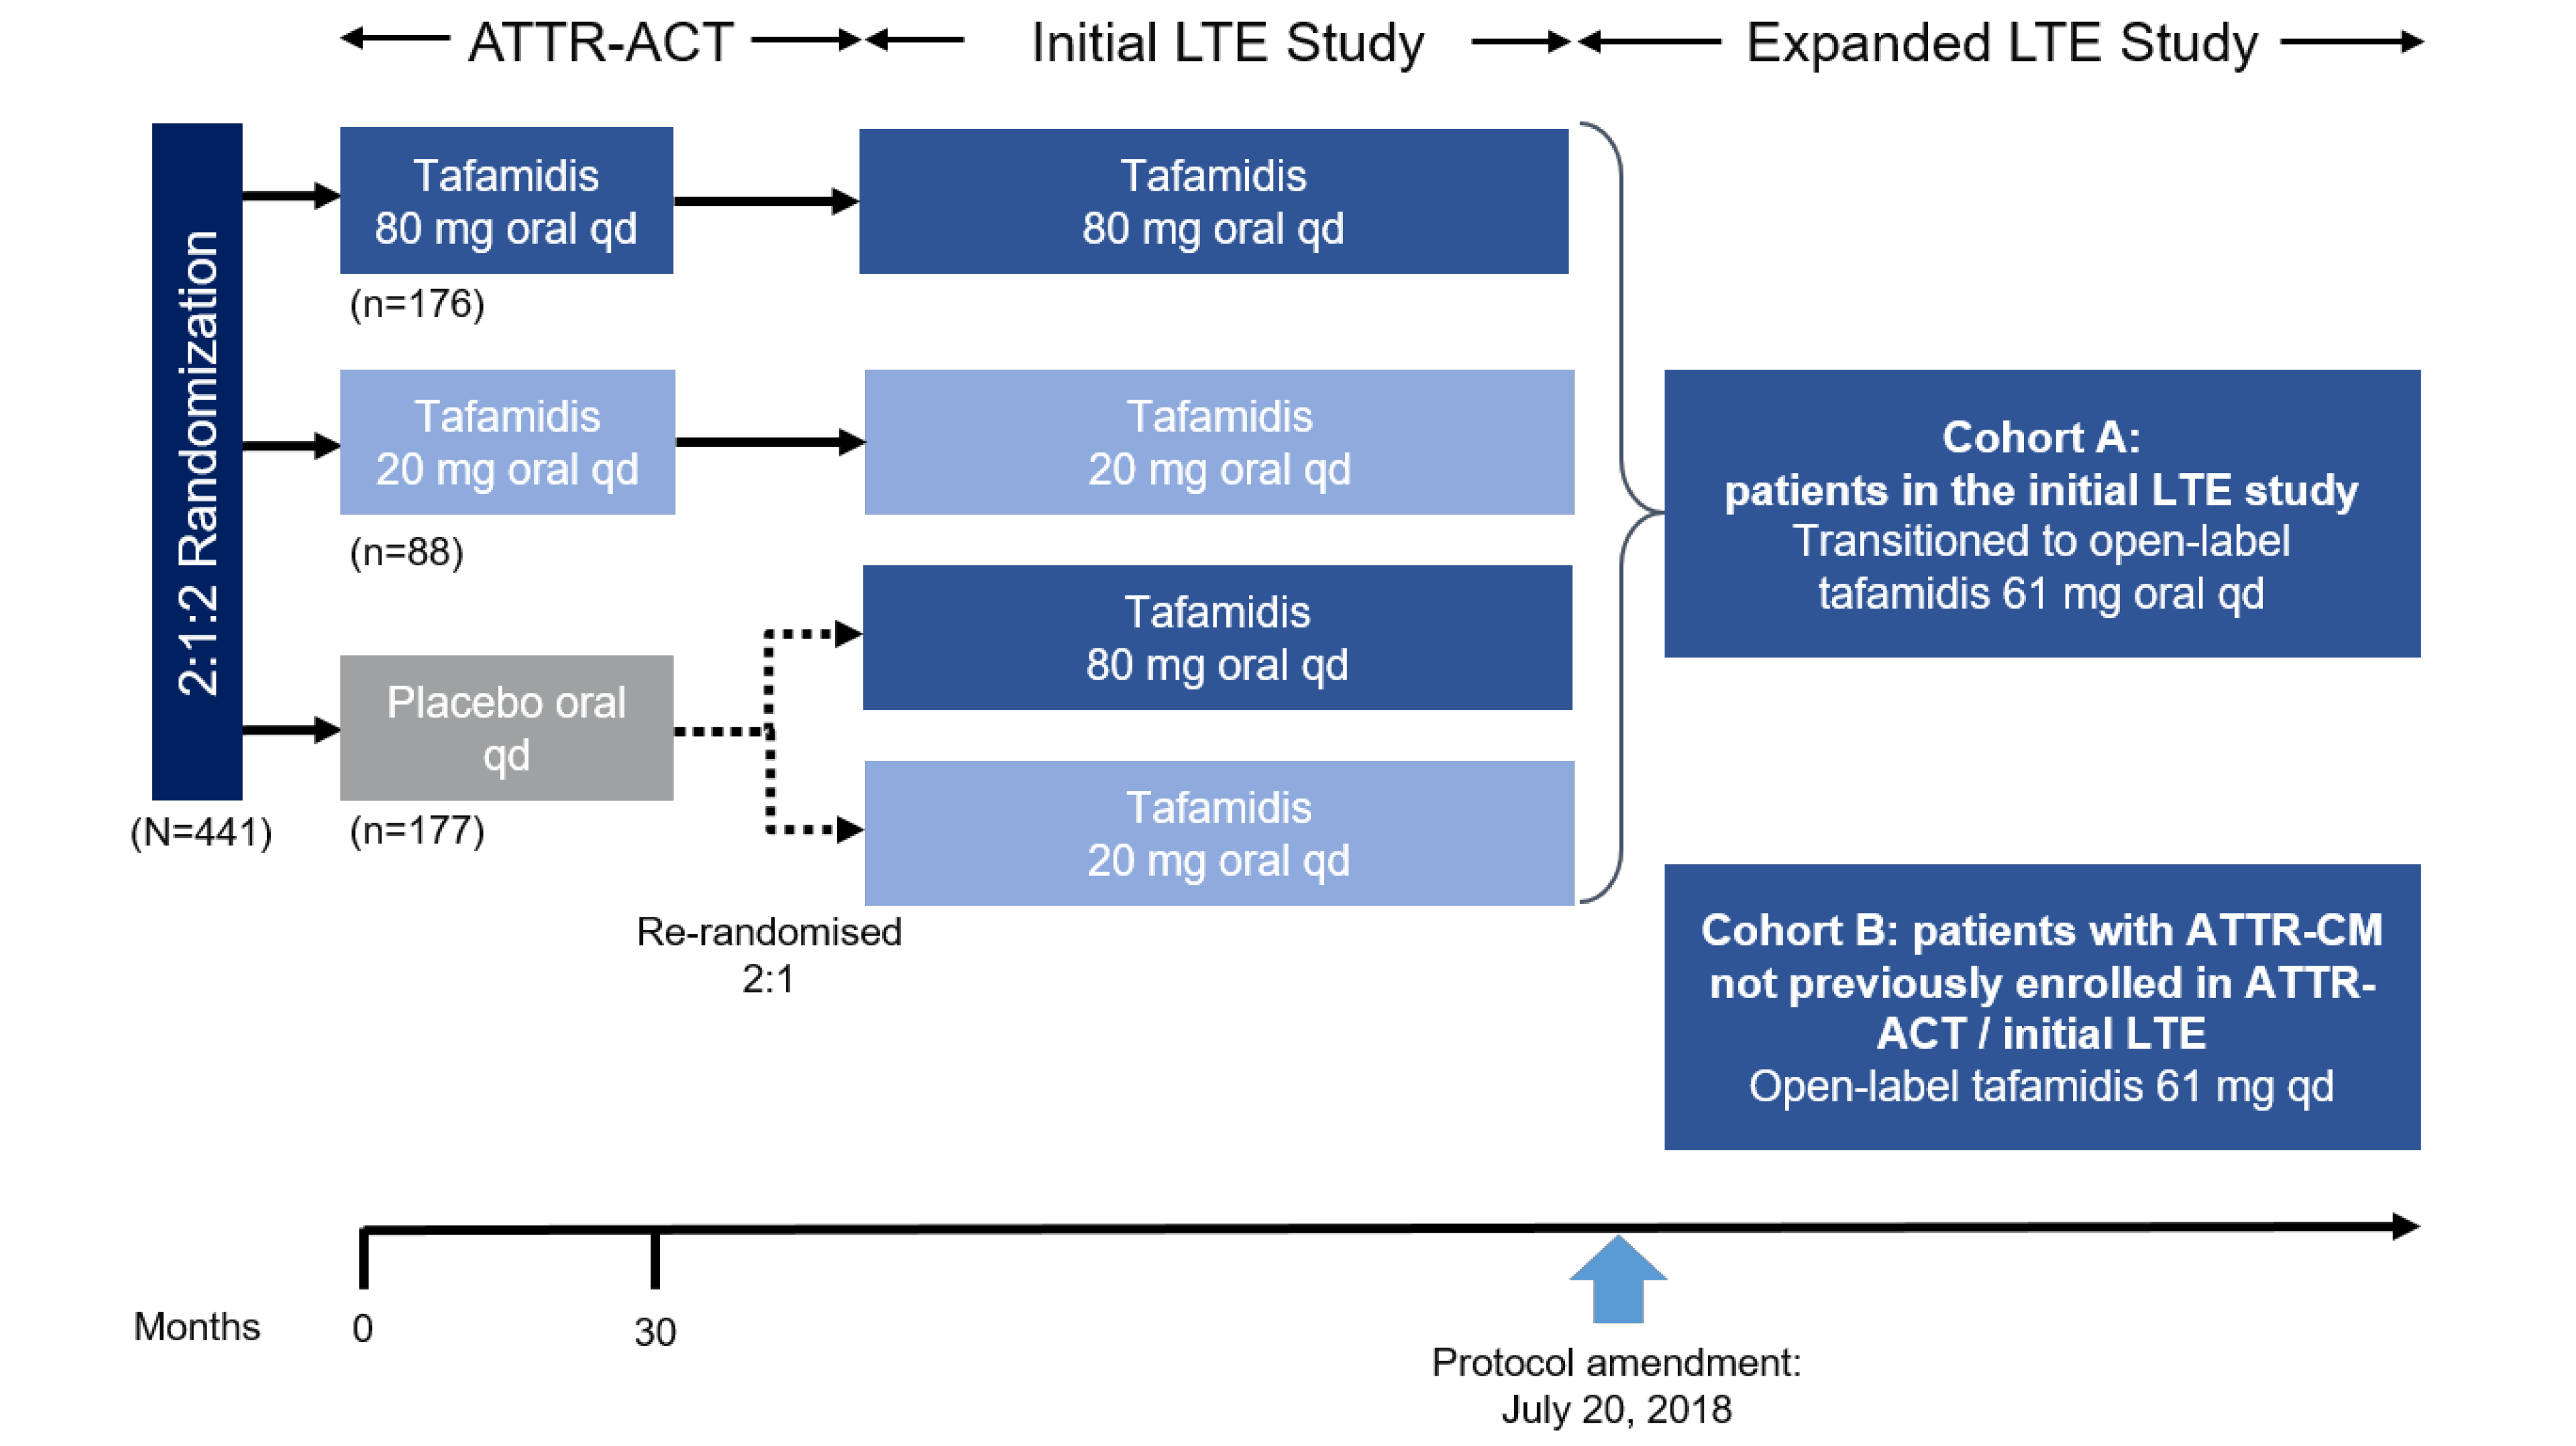 ATTR-ACT
Initial LTE Study
Expanded LTE Study
2:1:2 Randomization
(N=441)
Tafamidis
80 mg oral qd
(n=176)
Tafamidis
20 mg oral qd
(n=88)
Placebo oral
qd
(n=177)
Re-randomised
2:1
Tafamidis
80 mg oral qd
Tafamidis
20 mg oral qd
Tafamidis
80 mg oral qd
Tafamidis
20 mg oral qd
Cohort A:
patients in the initial LTE study
Transitioned to open-label
tafamidis 61 mg oral qd
Cohort B: patients with ATTR-CM
not previously enrolled in ATTR-
ACT / initial LTE
Open-label tafamidis 61 mg qd
Months
0
30
Protocol amendment:
July 20, 2018